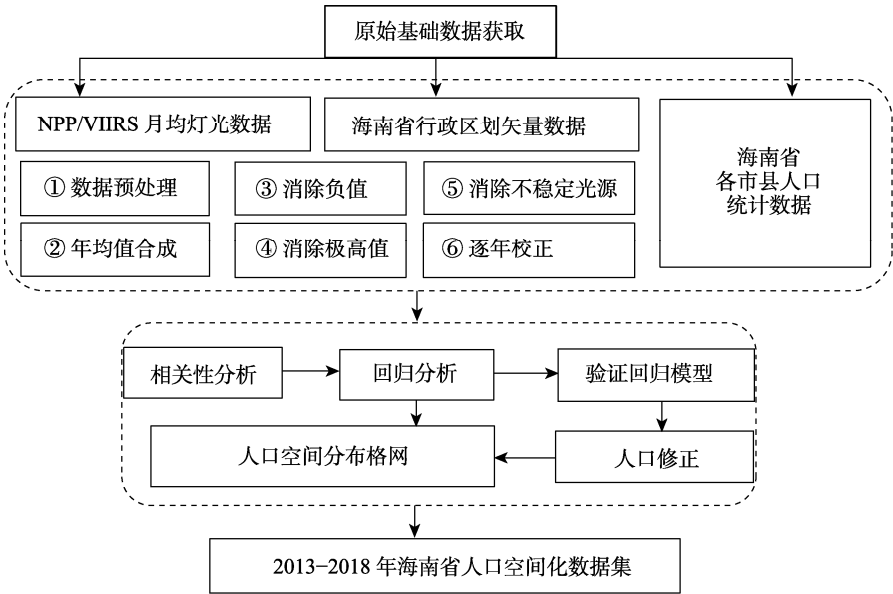 原始基础数据获取
NPP/VIIRS 月均灯光数据
海南省行政区划矢量数据
海南省
各市县人口
统计数据
① 数据预处理
③ 消除负值
⑤ 消除不稳定光源
② 年均值合成
④ 消除极高值
⑥ 逐年校正
相关性分析
回归分析
验证回归模型
人口空间分布格网
人口修正
2013−2018 年海南省人口空间化数据集